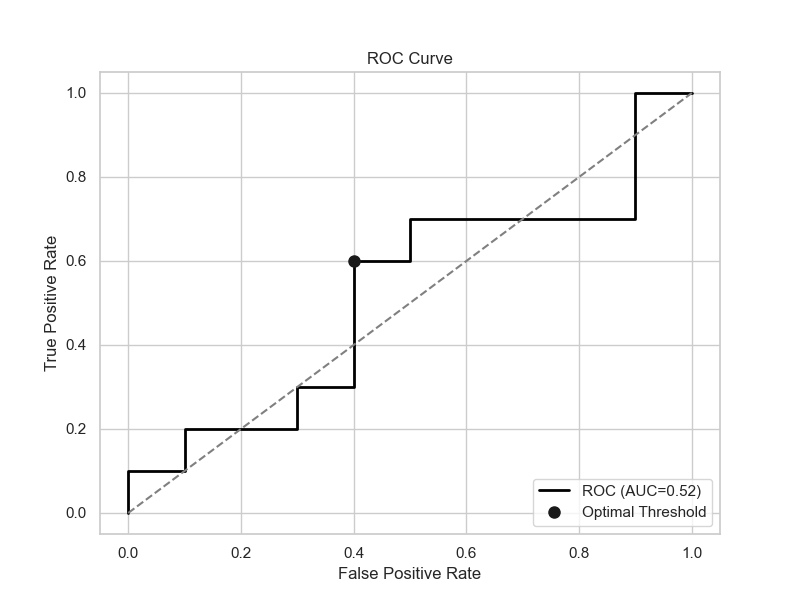 ROC Curve
True Positive Rate
1.0
0.8
0.6
0.4
0.2
0.0
0.0 0.2 0.4 0.6 0.8 1.0
False Positive Rate
ROC (AUC=0.52)
Optimal Threshold